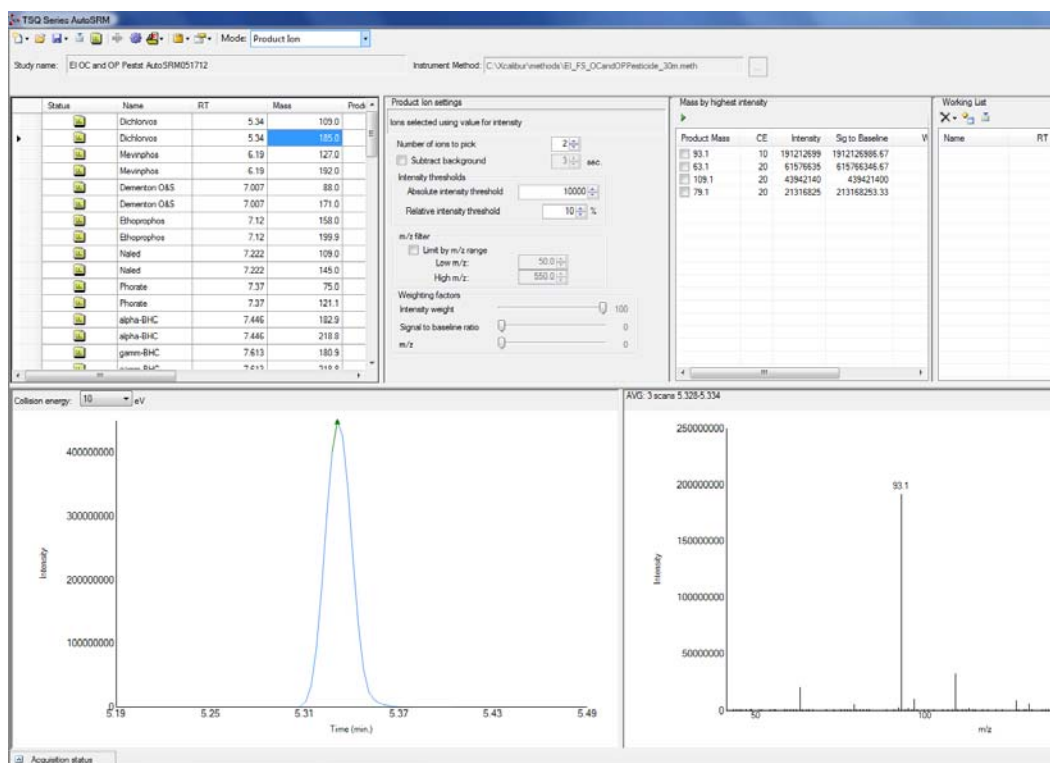 TSQ Series AutoSRM
Mode: Product Ion
Study name: EI OC and OP Pestst AutoSRM051712
Instrument Method: C:\Xcalibur\methods\EI_FS_OCandOPPesticide_30m.meth ...
Status Name RT Mass
Dichlorvos 5.34 109.0
Dichlorvos 5.34 185.0
Mevinphos 6.19 127.0
Mevinphos 6.19 192.0
Dementon O&S 7.007 88.0
Dementon O&S 7.007 171.0
Ethoprophos 7.12 158.0
Ethoprophos 7.12 199.9
Naled 7.222 109.0
Naled 7.222 145.0
Phorate 7.37 75.0
Phorate 7.37 121.1
alpha-BHC 7.446 182.9
alpha-BHC 7.446 218.8
gamm-BHC 7.613 180.9
Product Ion settings
Ions selected using value for intensity
Number of ions to pick 2
Subtract background 3 sec.
Intensity thresholds
Absolute intensity threshold 10000
Relative intensity threshold 10 %
m/z filter
Limit by m/z range
Low m/z: 50.0
High m/z: 550.0
Weighting factors
Intensity weight 100
Signal to baseline ratio 0
m/z 0
Mass by highest intensity
Product Mass CE Intensity Sig to Baseline
93.1 10 191212699 1912126986.67
63.1 20 61576635 615766346.67
109.1 20 43942140 439421400
79.1 20 21316825 213168253.33
Working List
Name RT
Collision energy: 10 eV
400000000
300000000
200000000
100000000
0
Intensity
5.19 5.25 5.31 5.37 5.43 5.49
Time (min.)
AVG: 3 scans 5.328-5.334
250000000
200000000
150000000
100000000
50000000
0
Intensity
93.1
50 100
m/z
Acquisition status